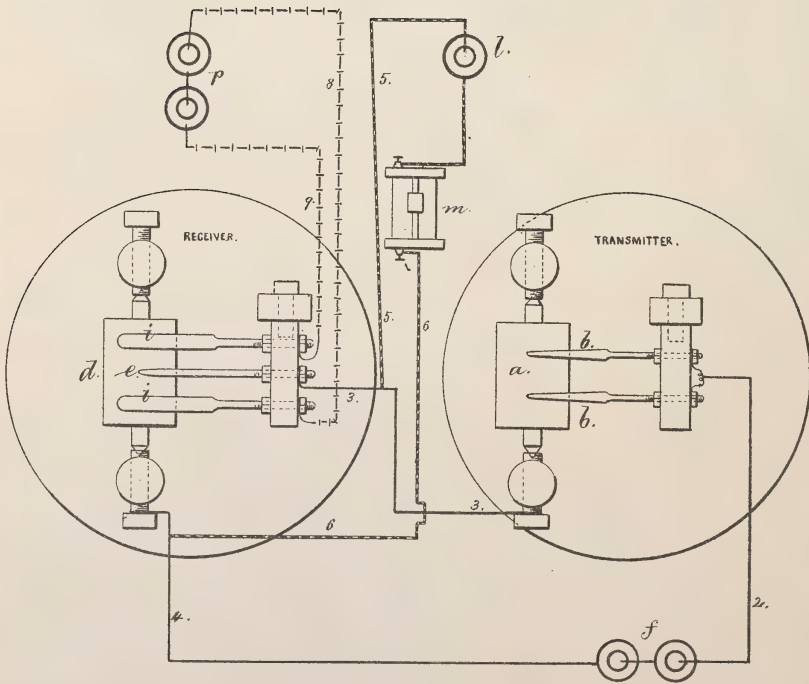 p
8
5.
l.
9.
m.
RECEIVER.
TRANSMITTER.
5.
6
i
d. e.
i
3.
a.
b.
b.
3.
6
4.
f
2.